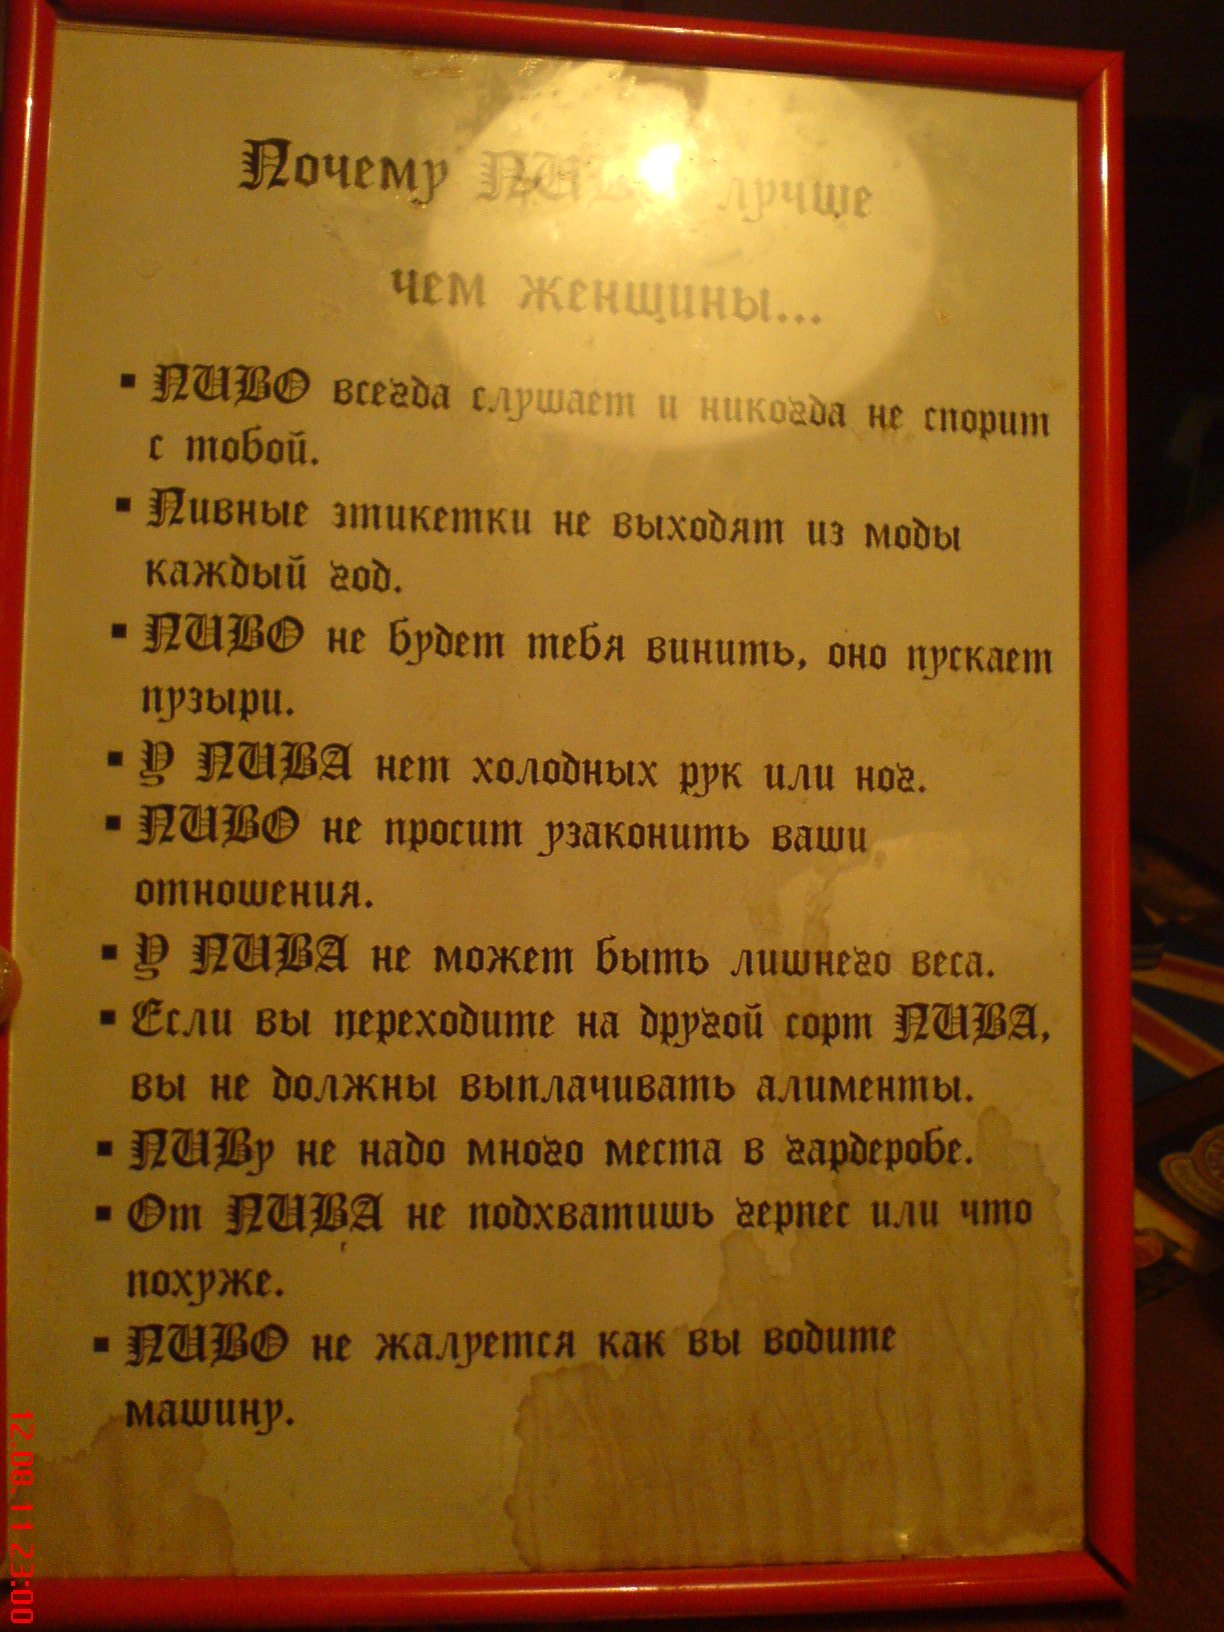 Почему ПИВО лучше
чем женщины...
▪ ПИВО всегда слушает и никогда не спорит
с тобой.
▪ Пивные этикетки не выходят из моды
каждый год.
▪ ПИВО не будет тебя винить, оно пускает
пузыри.
▪ У ПИВА нет холодных рук или ног.
▪ ПИВО не просит узаконить ваши
отношения.
▪ У ПИВА не может быть лишнего веса.
▪ Если вы переходите на другой сорт ПИВА,
вы не должны выплачивать алименты.
▪ ПИВу не надо много места в гардеробе.
▪ От ПИВА не подхватишь герпес или что
похуже.
▪ ПИВО не жалуется как вы водите
машину.
12.08.11 23:00